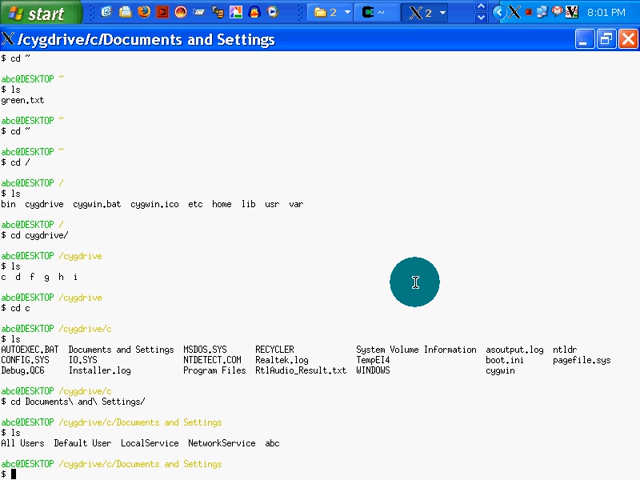 start
2
~
2
8:01 PM
/cygdrive/c/Documents and Settings
$ cd ~
abc@DESKTOP ~
$ ls
green.txt
abc@DESKTOP ~
$ cd ~
abc@DESKTOP ~
$ cd /
abc@DESKTOP /
$ ls
bin cygdrive cygwin.bat cygwin.ico etc home lib usr var
abc@DESKTOP /
$ cd cygdrive/
abc@DESKTOP /cygdrive
$ ls
c d f g h i
abc@DESKTOP /cygdrive
$ cd c
abc@DESKTOP /cygdrive/c
$ ls
AUTOEXEC.BAT Documents and Settings MSDOS.SYS RECYCLER System Volume Information asoutput.log ntldr
CONFIG.SYS IO.SYS NTDETECT.COM Realtek.log TempEI4 boot.ini pagefile.sys
Debug.QC6 Installer.log Program Files RtlAudio_Result.txt WINDOWS cygwin
abc@DESKTOP /cygdrive/c
$ cd Documents\ and\ Settings/
abc@DESKTOP /cygdrive/c/Documents and Settings
$ ls
All Users Default User LocalService NetworkService abc
abc@DESKTOP /cygdrive/c/Documents and Settings
$